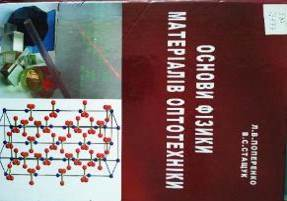 Л.В.ПОПЕРЕНКО
В.С.СТАЩУК
ОСНОВИ ФІЗИКИ
МАТЕРІАЛІВ ОПТОТЕХНІКИ